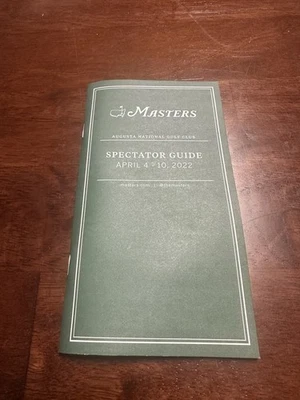 MASTERS
AUGUSTA NATIONAL GOLF CLUB
SPECTATOR GUIDE
APRIL 4 - 10, 2022